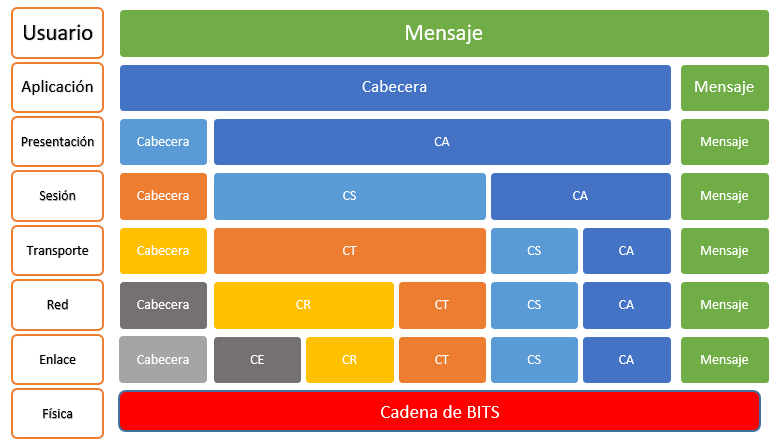 Usuario Mensaje
Aplicación Cabecera Mensaje
Presentación Cabecera CA Mensaje
Sesión Cabecera CS CA Mensaje
Transporte Cabecera CT CS CA Mensaje
Red Cabecera CR CT CS CA Mensaje
Enlace Cabecera CE CR CT CS CA Mensaje
Física Cadena de BITS